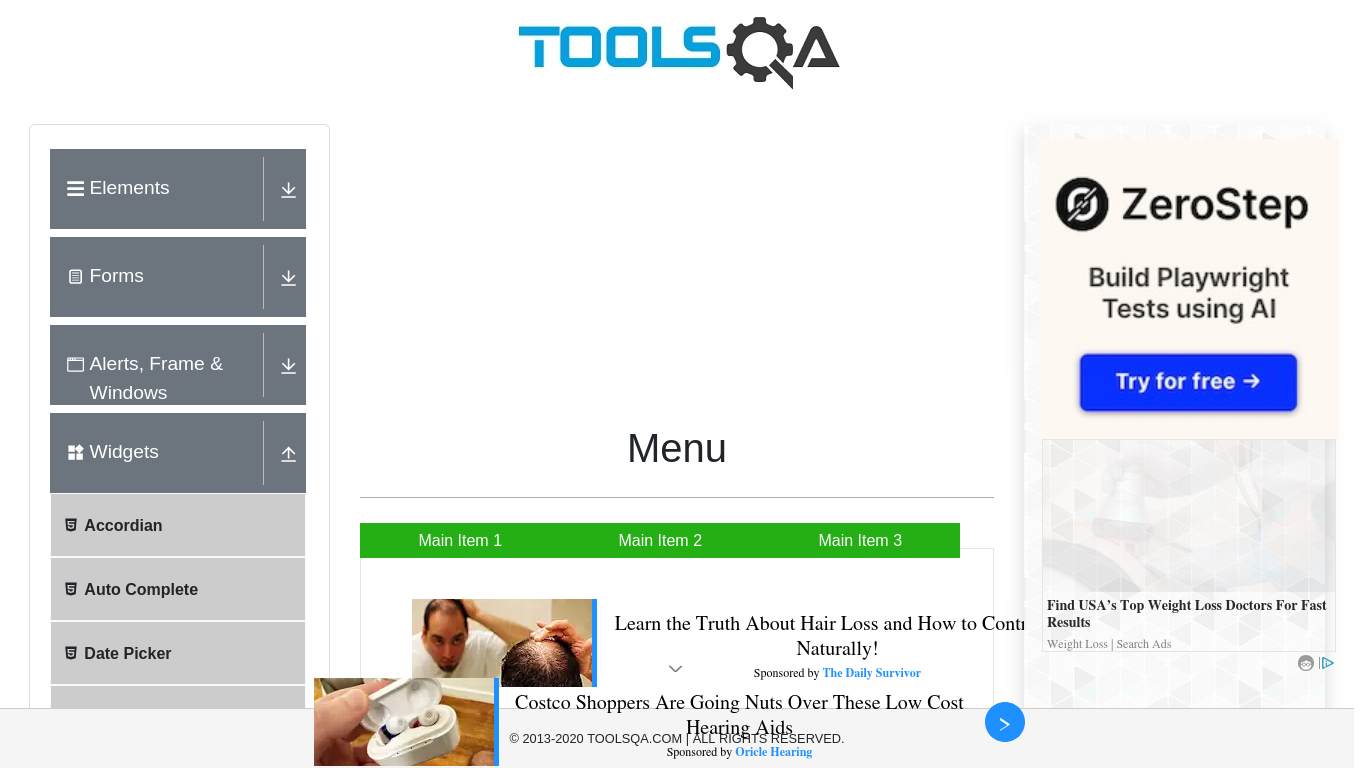 TOOLSQA
Elements
Forms
Alerts, Frame &
Windows
Widgets
Accordian
Auto Complete
Date Picker
Menu
Main Item 1
Main Item 2
Main Item 3
Learn the Truth About Hair Loss and How to Contr
Naturally!
Sponsored by The Daily Survivor
Costco Shoppers Are Going Nuts Over These Low Cost
Hearing Aids
Sponsored by Oricle Hearing
© 2013-2020 TOOLSQA.COM | ALL RIGHTS RESERVED.
ZeroStep
Build Playwright
Tests using AI
Try for free →
Find USA's Top Weight Loss Doctors For Fast
Results
Weight Loss | Search Ads